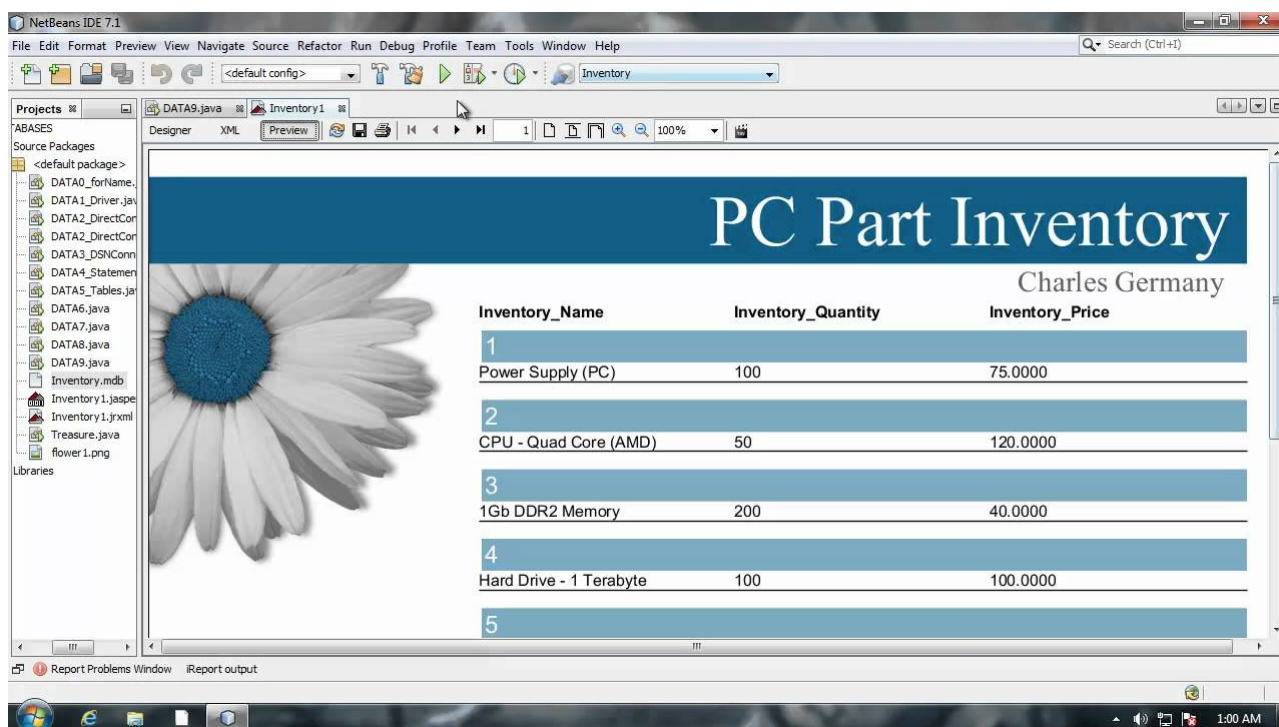 NetBeans IDE 7.1
File Edit Format Preview View Navigate Source Refactor Run Debug Profile Team Tools Window Help
Search (Ctrl+I)
<default config>
Inventory
Projects
DATA9.java
Inventory1
Designer XML Preview
1
100%
TABASES
Source Packages
<default package>
DATA0_forName.
DATA1_Driver.jav
DATA2_DirectCor
DATA2_DirectCor
DATA3_DSNConn
DATA4_Statemen
DATA5_Tables.ja
DATA6.java
DATA7.java
DATA8.java
DATA9.java
Inventory.mdb
Inventory1.jaspe
Inventory1.jrxml
Treasure.java
flower1.png
Libraries
PC Part Inventory
Charles Germany
Inventory_Name Inventory_Quantity Inventory_Price
1
Power Supply (PC) 100 75.0000
2
CPU - Quad Core (AMD) 50 120.0000
3
1Gb DDR2 Memory 200 40.0000
4
Hard Drive - 1 Terabyte 100 100.0000
5
Report Problems Window iReport output
1:00 AM